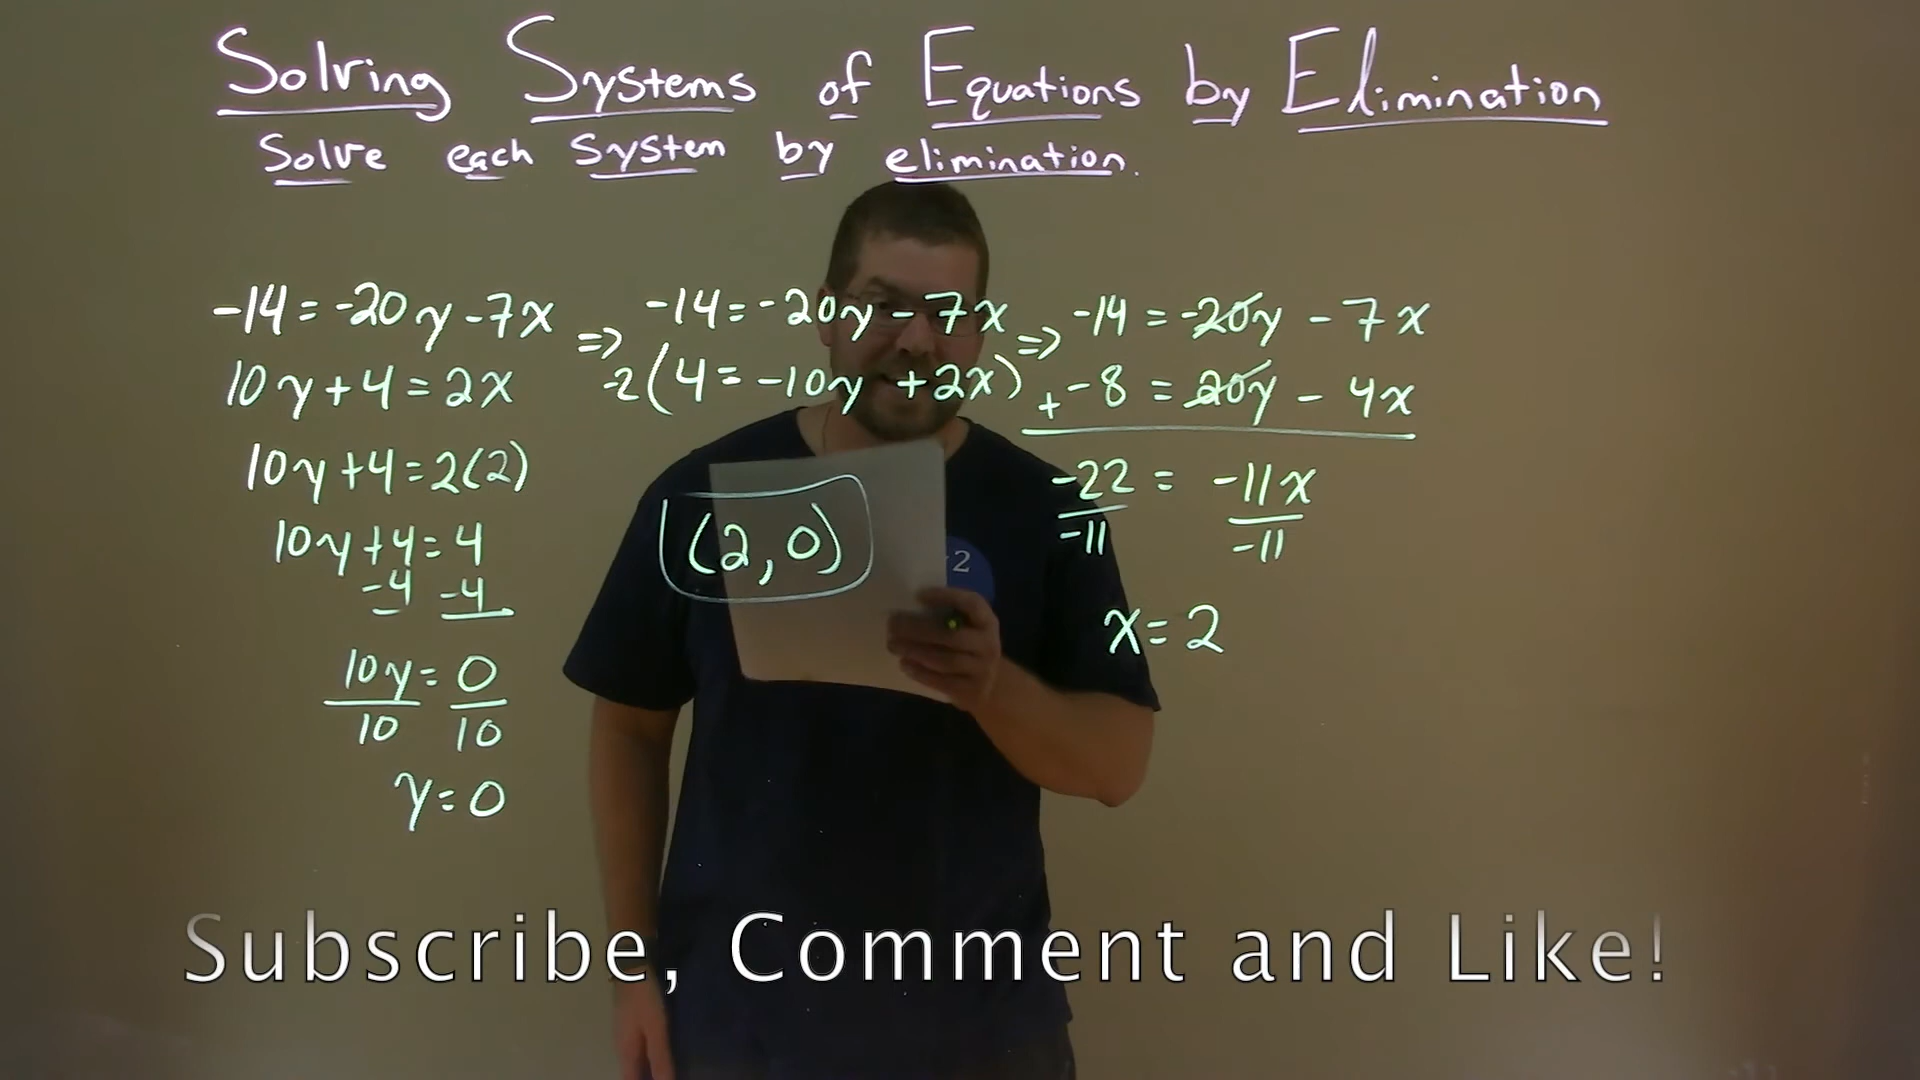 Solving Systems of Equations by Elimination
Solve each system by elimination.
-14=-20y-7x
10y+4=2x
10y+4=2(2)
10y+4=4
-4 -4
10y=0
10 10
y=0
=> -14=-20y-7x
-2(4=-10y+2x)
(2,0)
2
=> -14=-20y-7x
+-8=20y-4x
-22=-11x
-11 -11
x=2
Subscribe, Comment and Like!